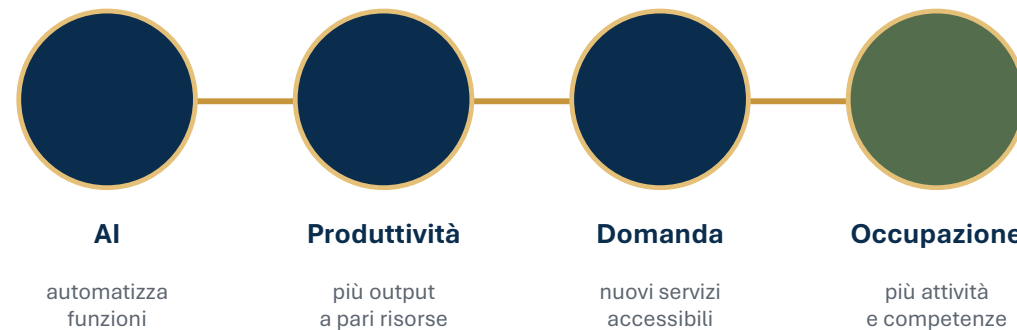 AI
automatizza
funzioni
Produttività
più output
a pari risorse
Domanda
nuovi servizi
accessibili
Occupazione
più attività
e competenze